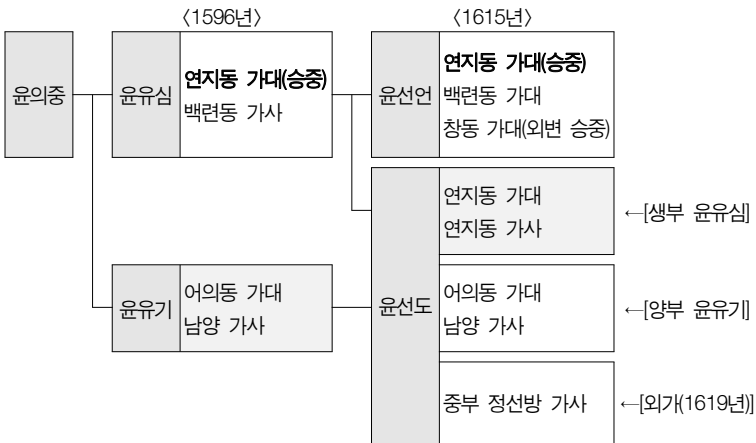 〈1596년〉
〈1615년〉
윤의중
윤유심
연지동 가대(승중)
백련동 가사
윤선언
연지동 가대(승중)
백련동 가대
창동 가대(외변 승중)
연지동 가대
연지동 가사
←[생부 윤유심]
윤유기
어의동 가대
남양 가사
윤선도
어의동 가대
남양 가사
←[양부 윤유기]
중부 정선방 가사
←[외가(1619년)]